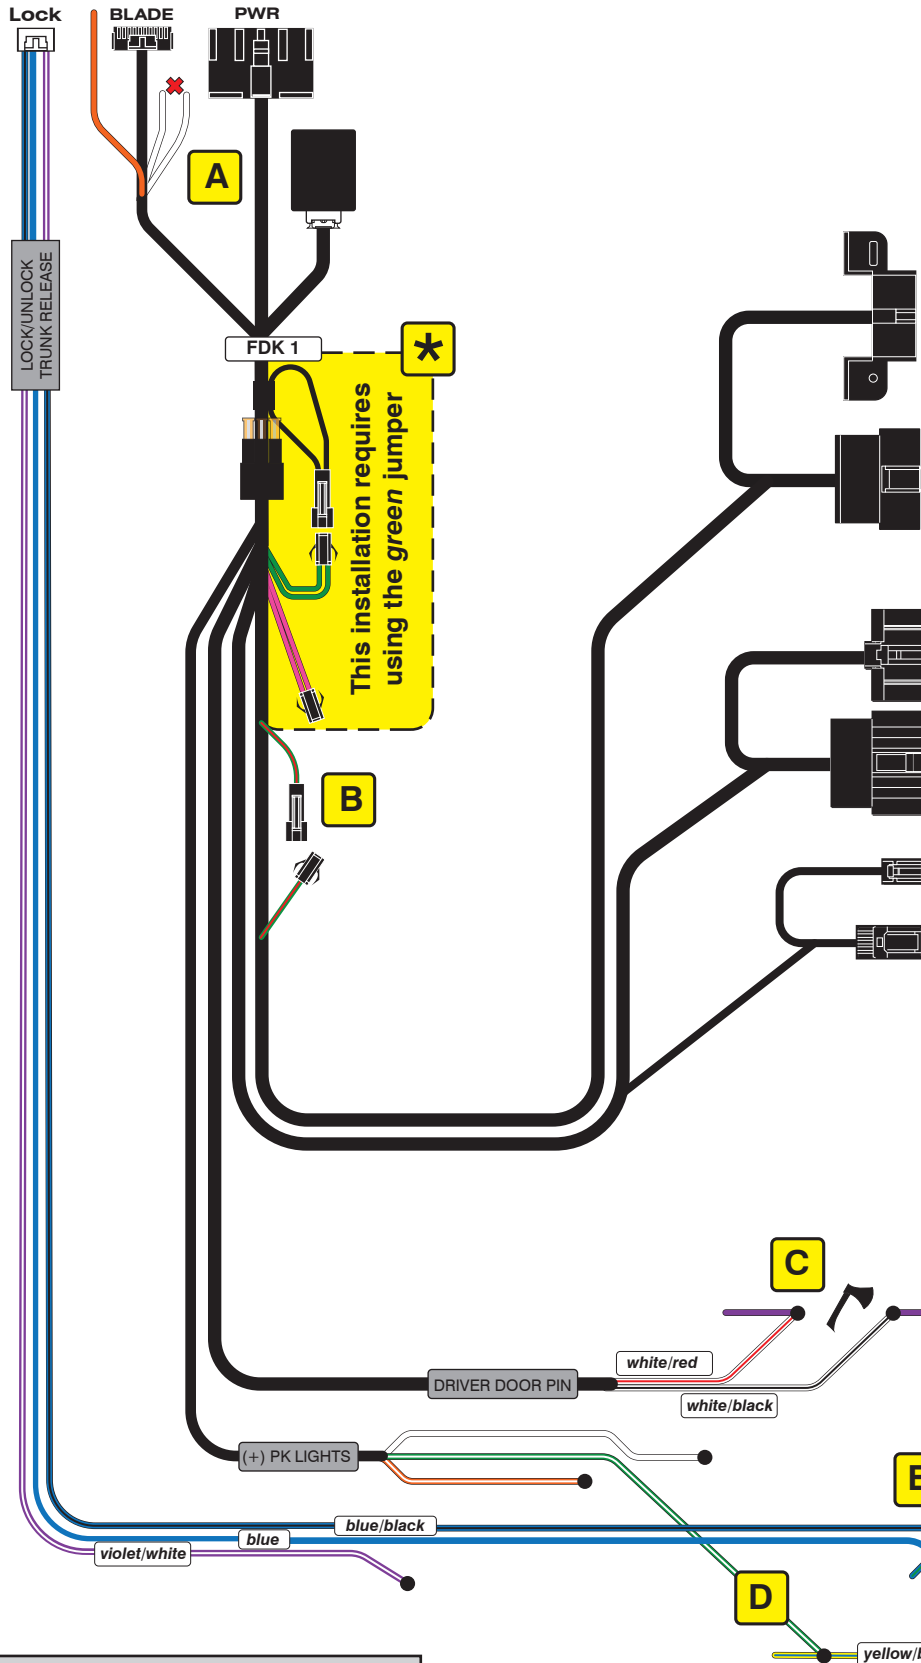 Lock
BLADE
PWR
A
LOCK/UNLOCK
TRUNK RELEASE
FDK 1
*
This installation requires
using the green jumper
B
C
white/red
DRIVER DOOR PIN
white/black
(+) PK LIGHTS
E
blue/black
blue
violet/white
D
yellow/